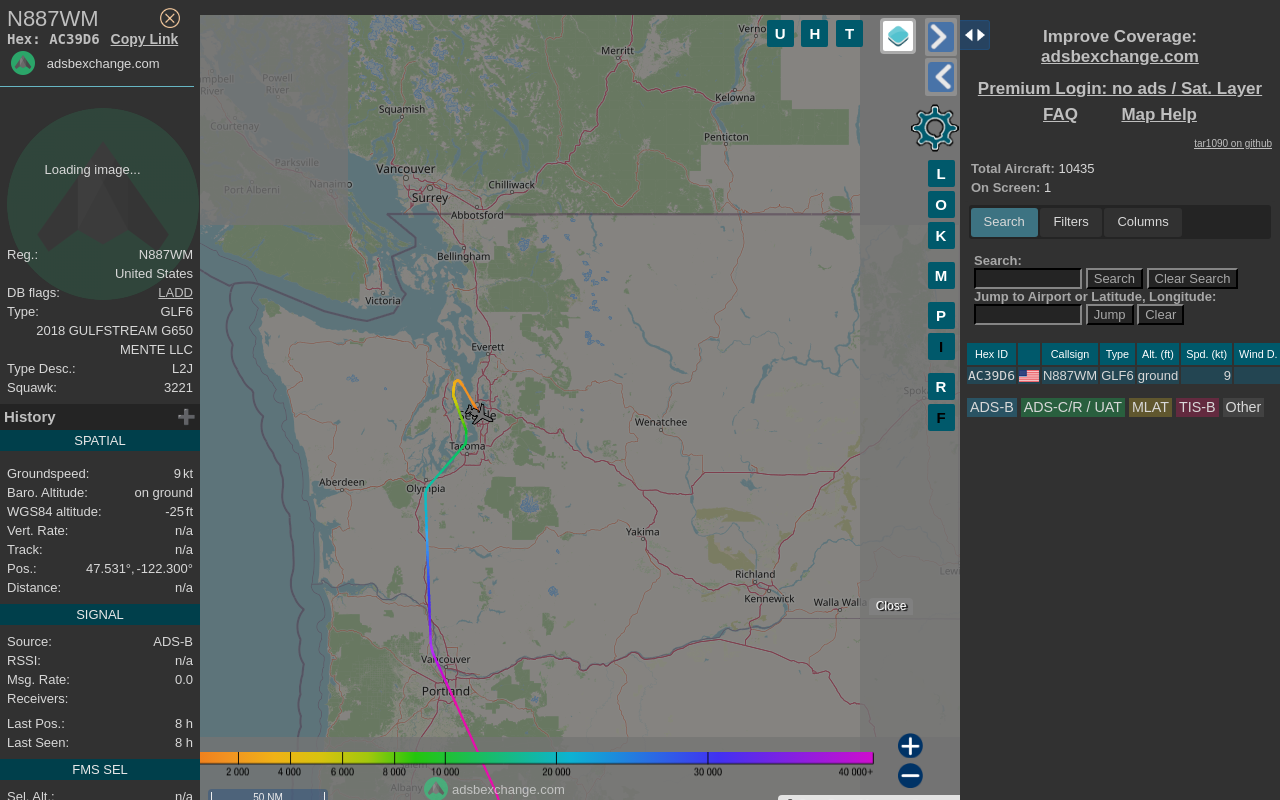 N887WM
Hex: AC39D6 Copy Link
adsbexchange.com
Loading image...
Reg.: N887WM
United States
DB flags: LADD
Type: GLF6
2018 GULFSTREAM G650
MENTE LLC
Type Desc.: L2J
Squawk: 3221
History
SPATIAL
Groundspeed: 9 kt
Baro. Altitude: on ground
WGS84 altitude: -25 ft
Vert. Rate: n/a
Track: n/a
Pos.: 47.531°, -122.300°
Distance: n/a
SIGNAL
Source: ADS-B
RSSI: n/a
Msg. Rate: 0.0
Receivers:
Last Pos.: 8 h
Last Seen: 8 h
FMS SEL
Sel. Alt.: n/a
Merritt
Kelowna
Powell
River
River
Squamish
Courtenay
Penticton
Parksville
Vancouver
Port Alberni
Nanaimo
Surrey
Chilliwack
Abbotsford
Bellingham
Victoria
Everett
Wenatchee
Tacoma
Aberdeen
Olympia
Yakima
Richland
Kennewick
Walla Walla
Vancouver
Portland
Albany
U H T
L
O
K
M
P
I
R
F
Close
2 000 4 000 6 000 8 000 10 000 20 000 30 000 40 000+
adsbexchange.com
50 NM
Improve Coverage:
adsbexchange.com
Premium Login: no ads / Sat. Layer
FAQ Map Help
tar1090 on github
Total Aircraft: 10435
On Screen: 1
Search Filters Columns
Search:
Search Clear Search
Jump to Airport or Latitude, Longitude:
Jump Clear
Hex ID Callsign Type Alt. (ft) Spd. (kt) Wind D.
AC39D6 N887WM GLF6 ground 9
ADS-B ADS-C/R / UAT MLAT TIS-B Other